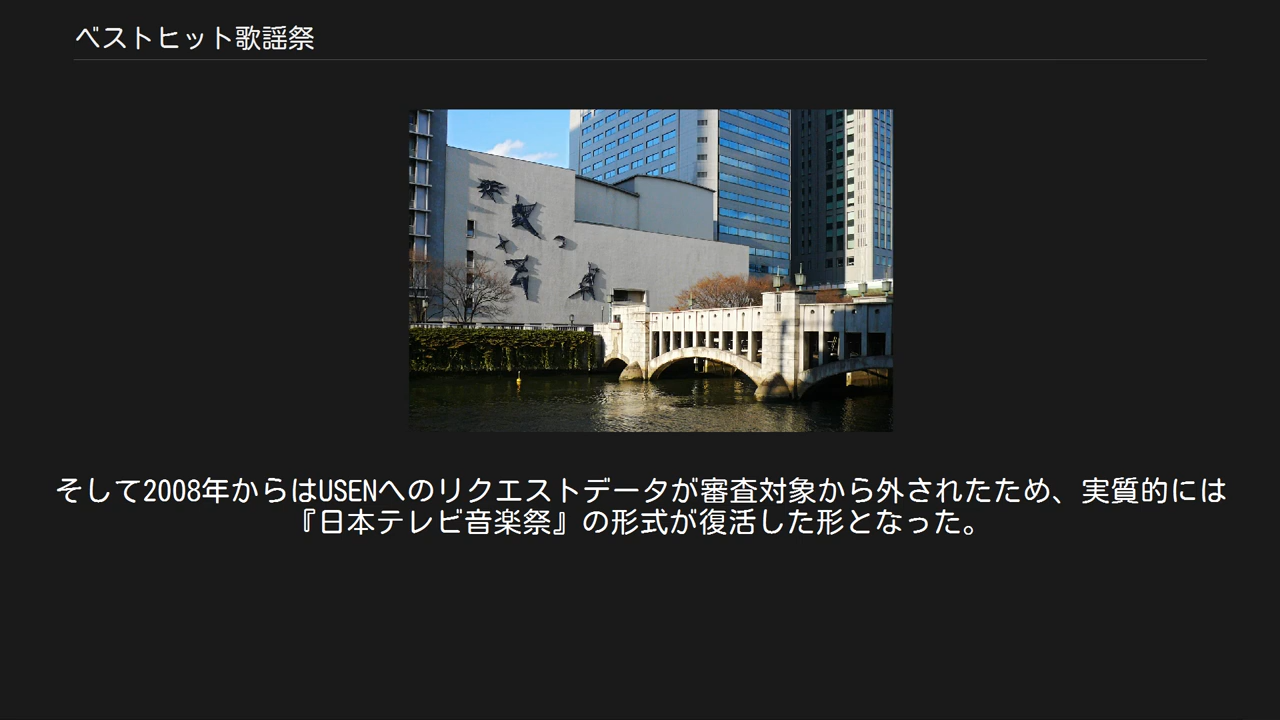 ベストヒット歌謡祭
そして2008年からはUSENへのリクエストデータが審査対象から外されたため、実質的には
『日本テレビ音楽祭』の形式が復活した形となった。